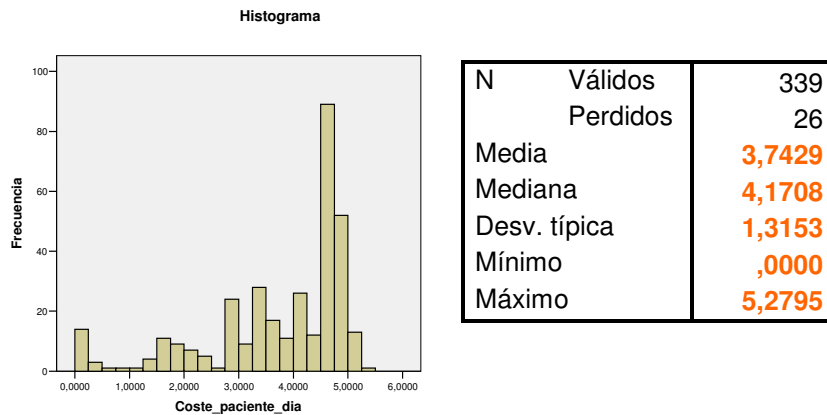 Histograma
100
80
60
40
20
0
Frecuencia
0,0000 1,0000 2,0000 3,0000 4,0000 5,0000 6,0000
Coste_paciente_dia
N Válidos 339
Perdidos 26
Media 3,7429
Mediana 4,1708
Desv. típica 1,3153
Mínimo ,0000
Máximo 5,2795